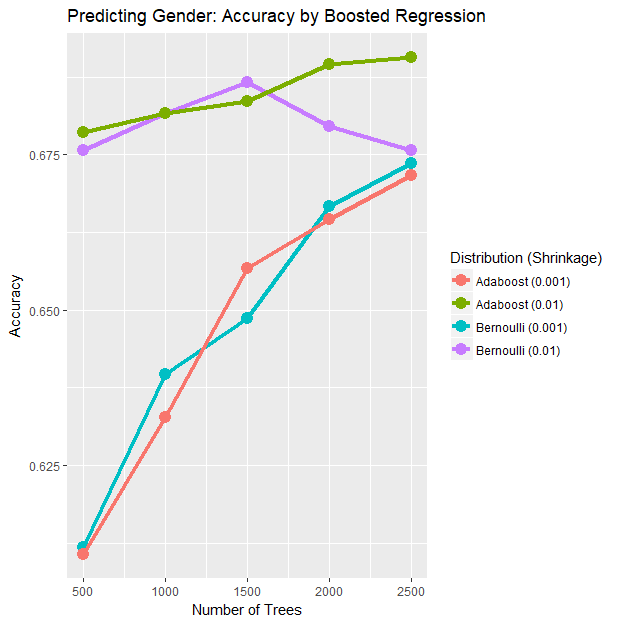 Predicting Gender: Accuracy by Boosted Regression
0.675
0.650
0.625
Accuracy
500 1000 1500 2000 2500
Number of Trees
Distribution (Shrinkage)
Adaboost (0.001)
Adaboost (0.01)
Bernoulli (0.001)
Bernoulli (0.01)